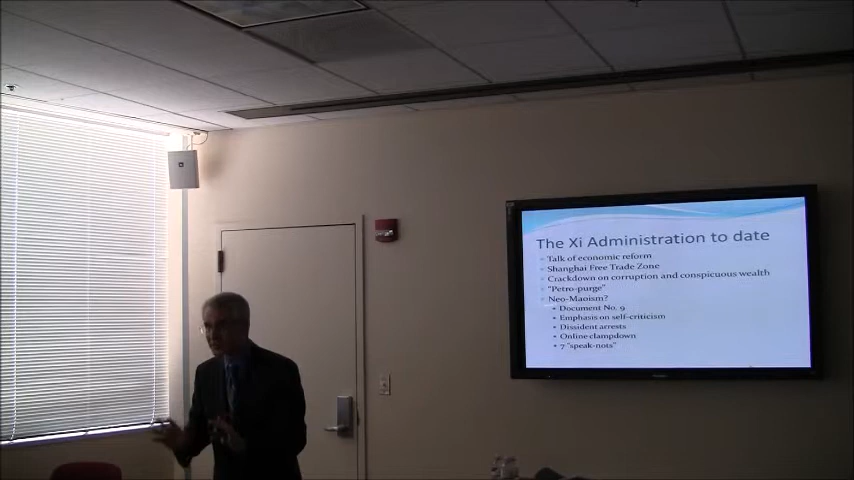 The Xi Administration to date
Talk of economic reform
Shanghai Free Trade Zone
Crackdown on corruption and conspicuous wealth
"Petro-purge"
Neo-Maoism?
Document No. 9
Emphasis on self-criticism
Dissident arrests
Online clampdown
7 "speak-nots"